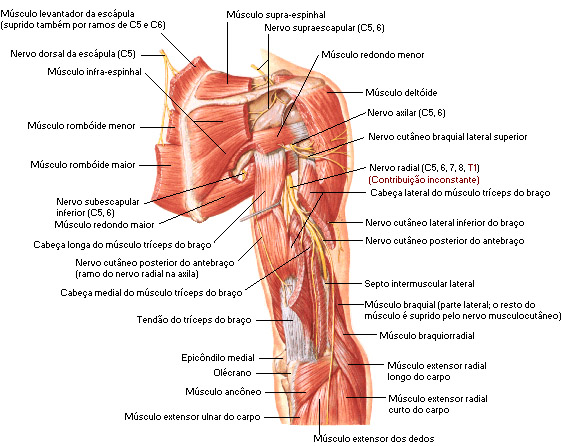 Músculo levantador da escápula
(suprido também por ramos de C5 e C6)
Músculo supra-espinhal
Nervo supraescapular (C5, 6)
Nervo dorsal da escápula (C5)
Músculo redondo menor
Músculo infra-espinhal
Músculo deltóide
Nervo axilar (C5, 6)
Músculo rombóide menor
Nervo cutâneo braquial lateral superior
Músculo rombóide maior
Nervo radial (C5, 6, 7, 8, T1)
(Contribuição inconstante)
Cabeça lateral do músculo tríceps do braço
Nervo subescapular
inferior (C5, 6)
Músculo redondo maior
Nervo cutâneo lateral inferior do braço
Cabeça longa do músculo tríceps do braço
Nervo cutâneo posterior do antebraço
Nervo cutâneo posterior do antebraço
(ramo do nervo radial na axila)
Septo intermuscular lateral
Cabeça medial do músculo tríceps do braço
Músculo braquial (parte lateral; o resto do
músculo é suprido pelo nervo musculocutâneo)
Tendão do tríceps do braço
Músculo braquiorradial
Epicôndilo medial
Olécrano
Músculo extensor radial
longo do carpo
Músculo ancôneo
Músculo extensor radial
curto do carpo
Músculo extensor ulnar do carpo
Músculo extensor dos dedos